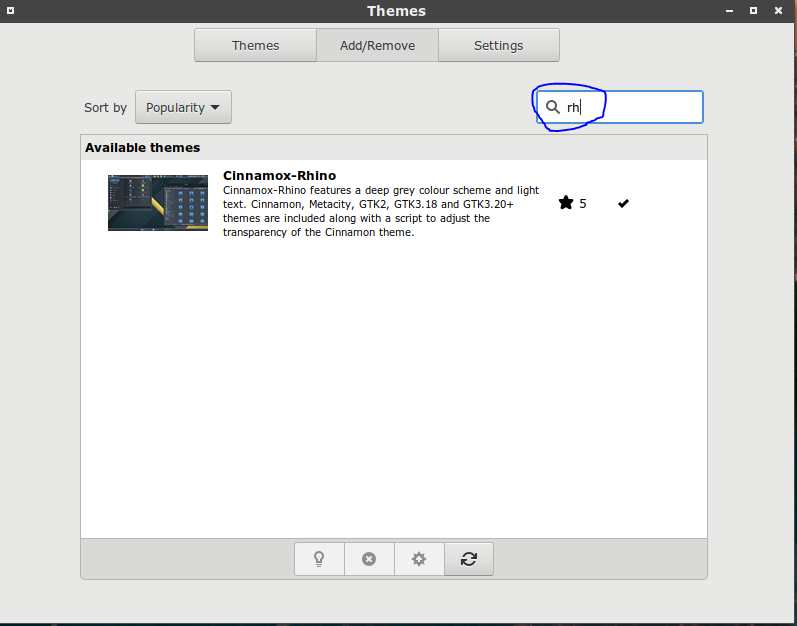 Themes
Themes
Add/Remove
Settings
Sort by
Popularity
rh
Available themes
Cinnamox-Rhino
Cinnamox-Rhino features a deep grey colour scheme and light
text. Cinnamon, Metacity, GTK2, GTK3.18 and GTK3.20+
themes are included along with a script to adjust the
transparency of the Cinnamon theme.
5